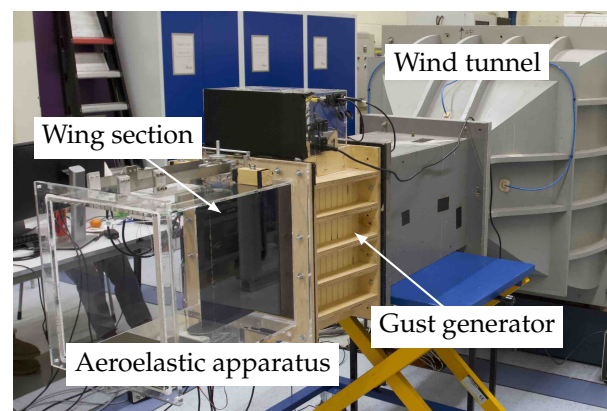 Wind tunnel
Wing section
Gust generator
Aeroelastic apparatus